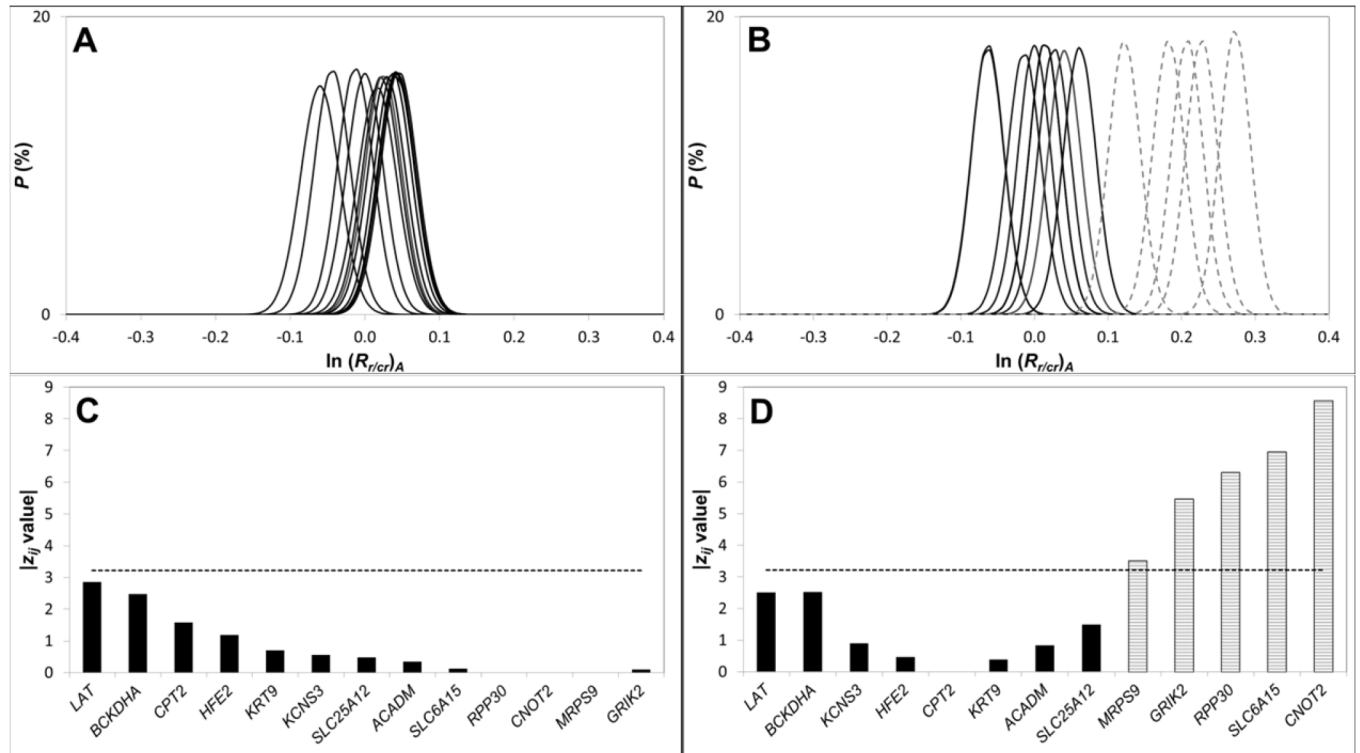 A
20
0
P (%)
-0.4 -0.3 -0.2 -0.1 0.0 0.1 0.2 0.3 0.4
ln (Rr/cr)A
B
20
0
P (%)
-0.4 -0.3 -0.2 -0.1 0.0 0.1 0.2 0.3 0.4
ln (Rr/cr)A
C
9
8
7
6
5
4
3
2
1
0
|zij value|
LAT BCKDHA CPT2 HFE2 KRT9 KCNS3 SLC25A12 ACADM SLC6A15 RPP30 CNOT2 MRPS9 GRIK2
D
9
8
7
6
5
4
3
2
1
0
|zij value|
LAT BCKDHA KCNS3 HFE2 CPT2 KRT9 ACADM SLC25A12 MRPS9 GRIK2 RPP30 SLC6A15 CNOT2